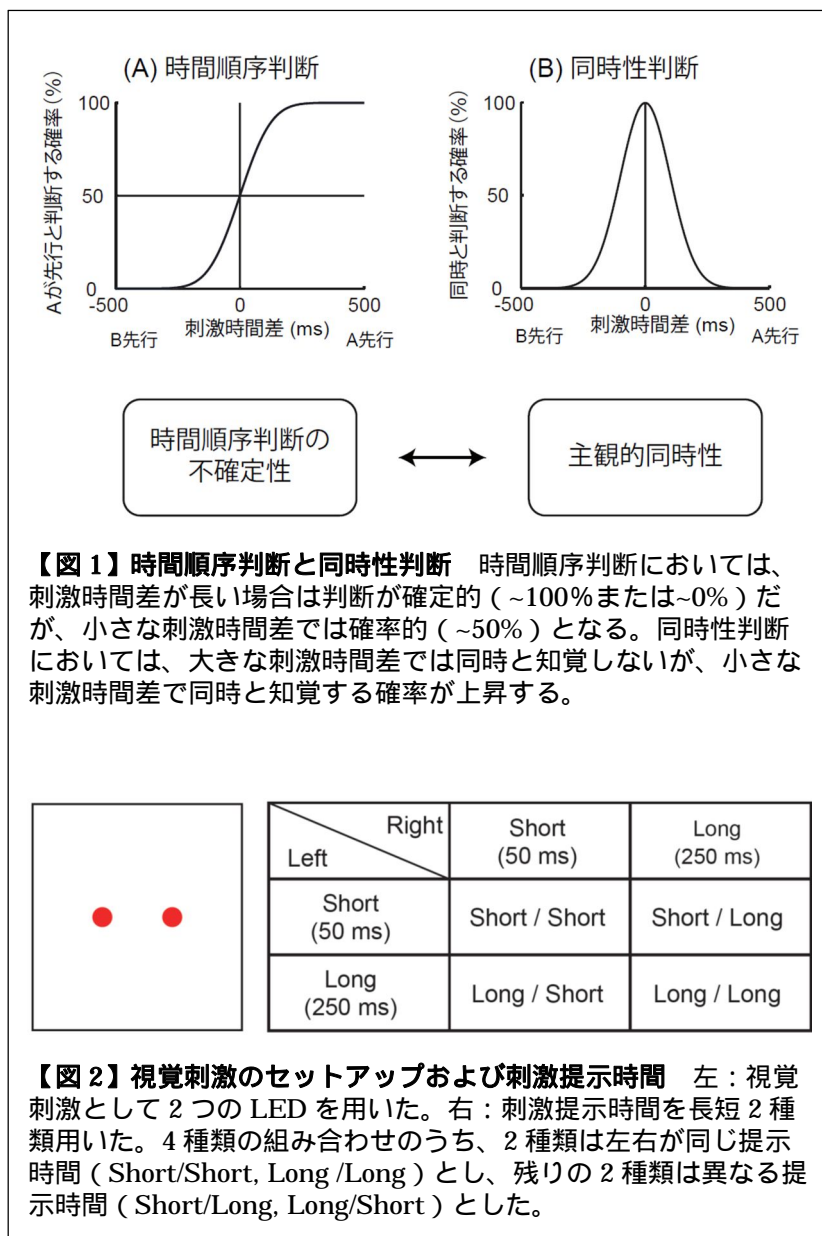 (A) 時間順序判断
Aが先行と判断する確率(%)
100
50
0
-500
0
500
B先行
刺激時間差 (ms)
A先行
(B) 同時性判断
同時と判断する確率(%)
100
50
0
-500
0
500
B先行
刺激時間差 (ms)
A先行
時間順序判断の
不確定性
主観的同時性
【図 1】時間順序判断と同時性判断　時間順序判断においては、
刺激時間差が長い場合は判断が確定的（~100%または~0%）だ
が、小さな刺激時間差では確率的（~50%）となる。同時性判断
においては、大きな刺激時間差では同時と知覚しないが、小さな
刺激時間差で同時と知覚する確率が上昇する。
Right
Left
Short
(50 ms)
Long
(250 ms)
Short
(50 ms)
Short / Short
Short / Long
Long
(250 ms)
Long / Short
Long / Long
【図 2】視覚刺激のセットアップおよび刺激提示時間　左：視覚
刺激として 2 つの LED を用いた。右：刺激提示時間を長短 2 種
類用いた。4 種類の組み合わせのうち、2 種類は左右が同じ提示
時間（Short/Short, Long /Long）とし、残りの 2 種類は異なる提
示時間（Short/Long, Long/Short）とした。